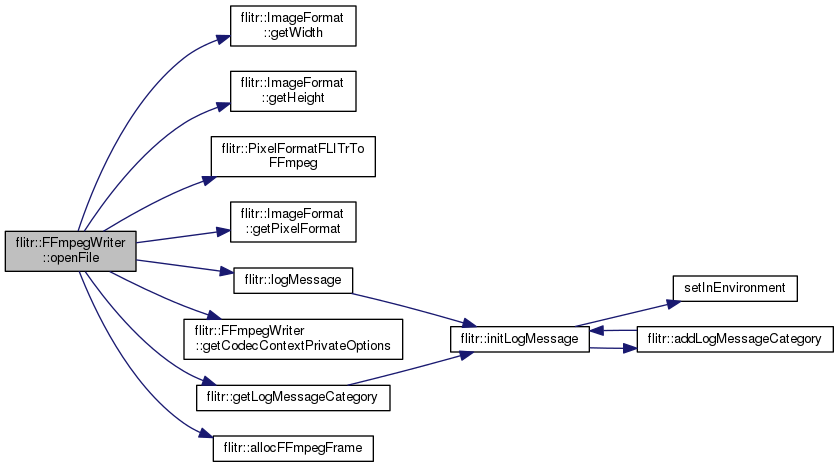 flitr::FFmpegWriter
::openFile
flitr::ImageFormat
::getWidth
flitr::ImageFormat
::getHeight
flitr::PixelFormatFLITrTo
FFmpeg
flitr::ImageFormat
::getPixelFormat
flitr::logMessage
flitr::FFmpegWriter
::getCodecContextPrivateOptions
flitr::getLogMessageCategory
flitr::allocFFmpegFrame
flitr::initLogMessage
setInEnvironment
flitr::addLogMessageCategory